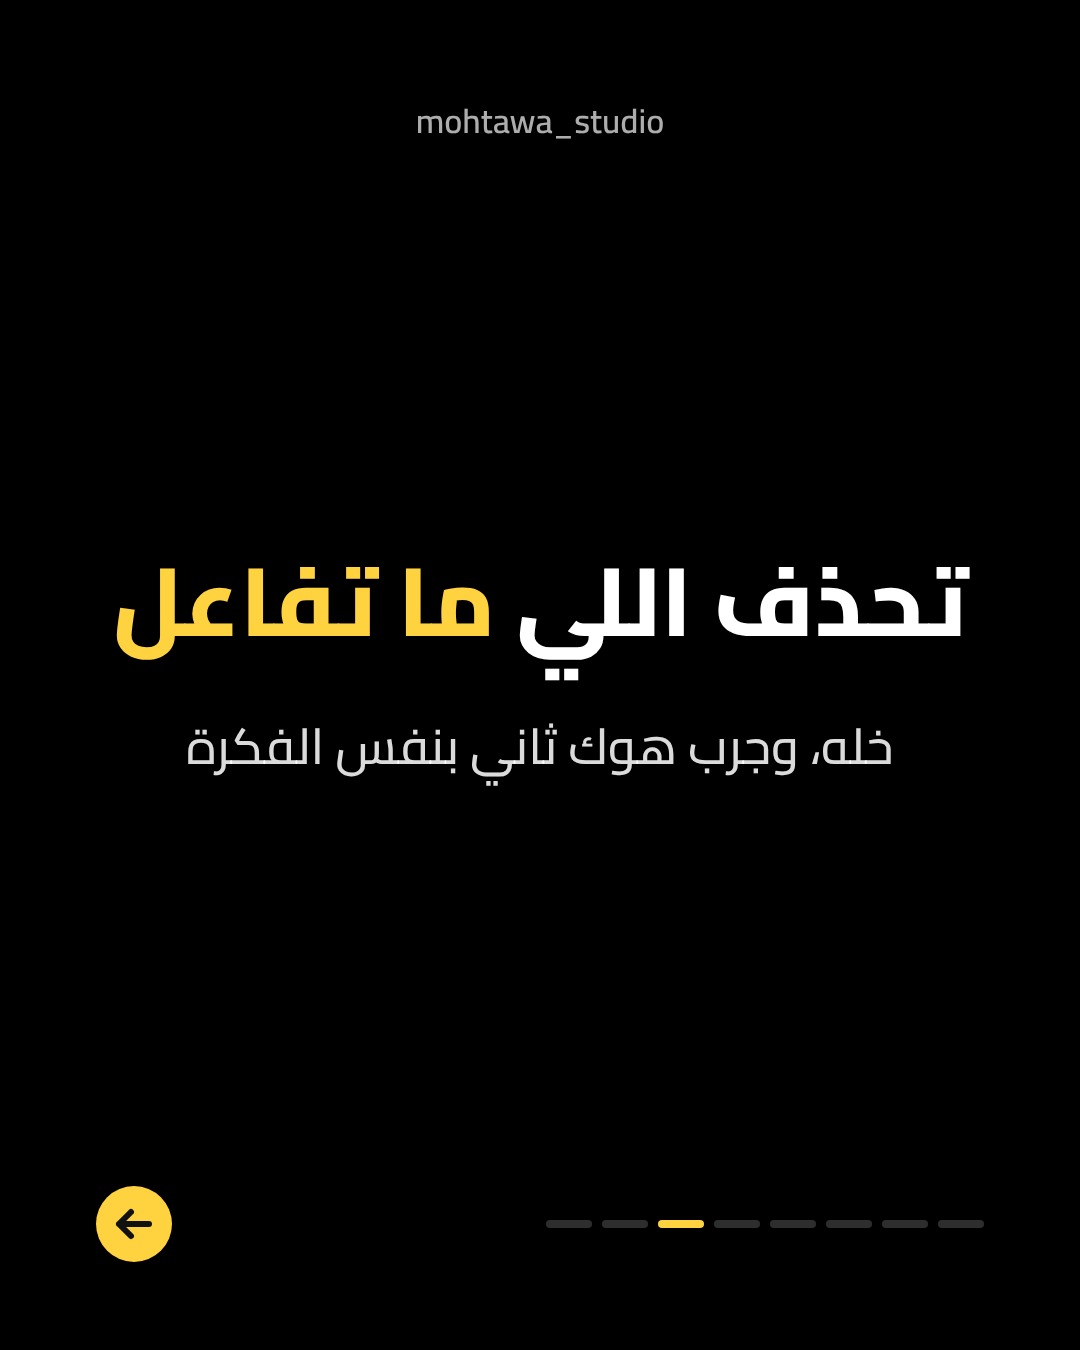 mohtawa_studio
تحذف اللي ما تفاعل
خله، وجرب هوك ثاني بنفس الفكرة